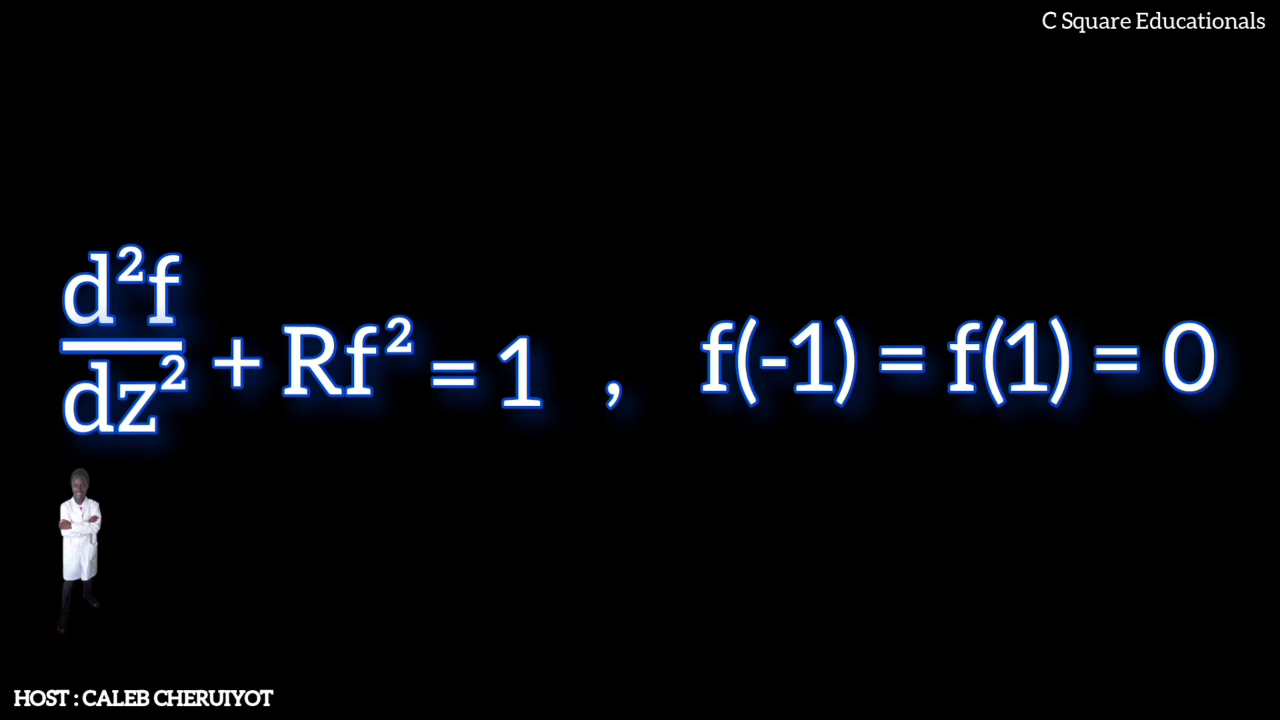 C Square Educationals
d²f
dz² + Rf² = 1 , f(-1) = f(1) = 0
HOST : CALEB CHERUIYOT